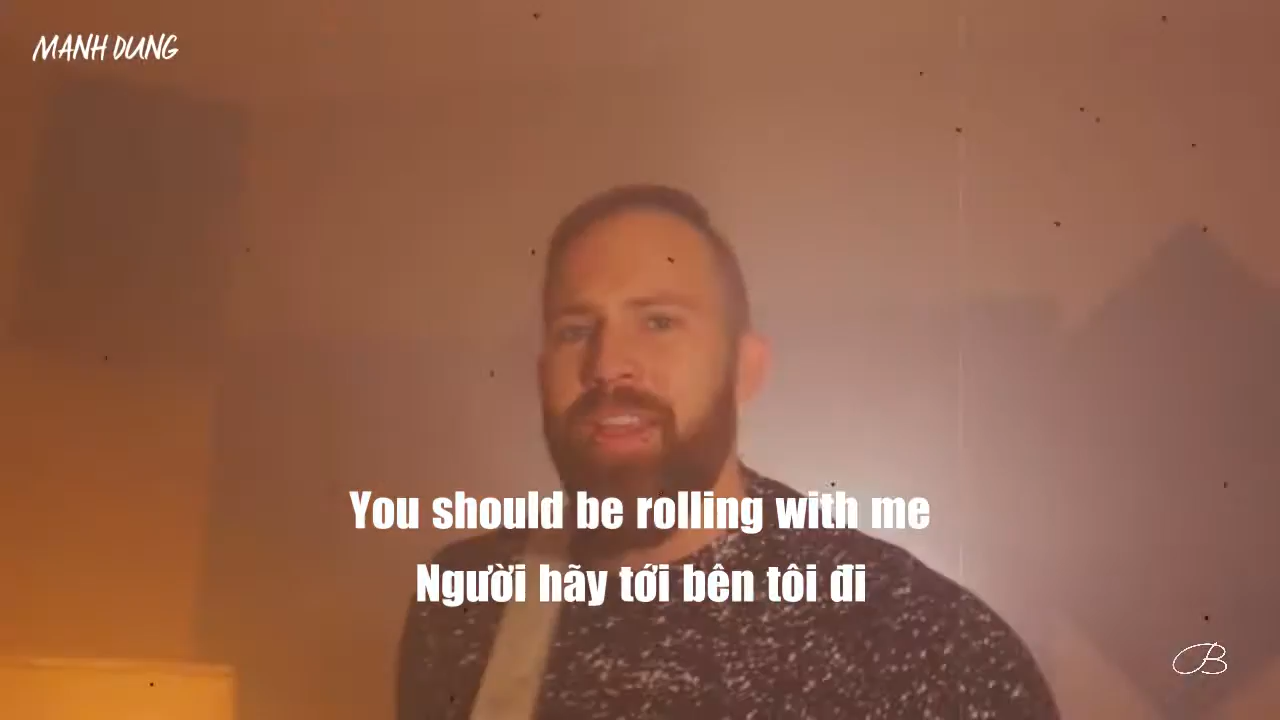 MANH DUNG
You should be rolling with me
Người hãy tới bên tôi đi
B